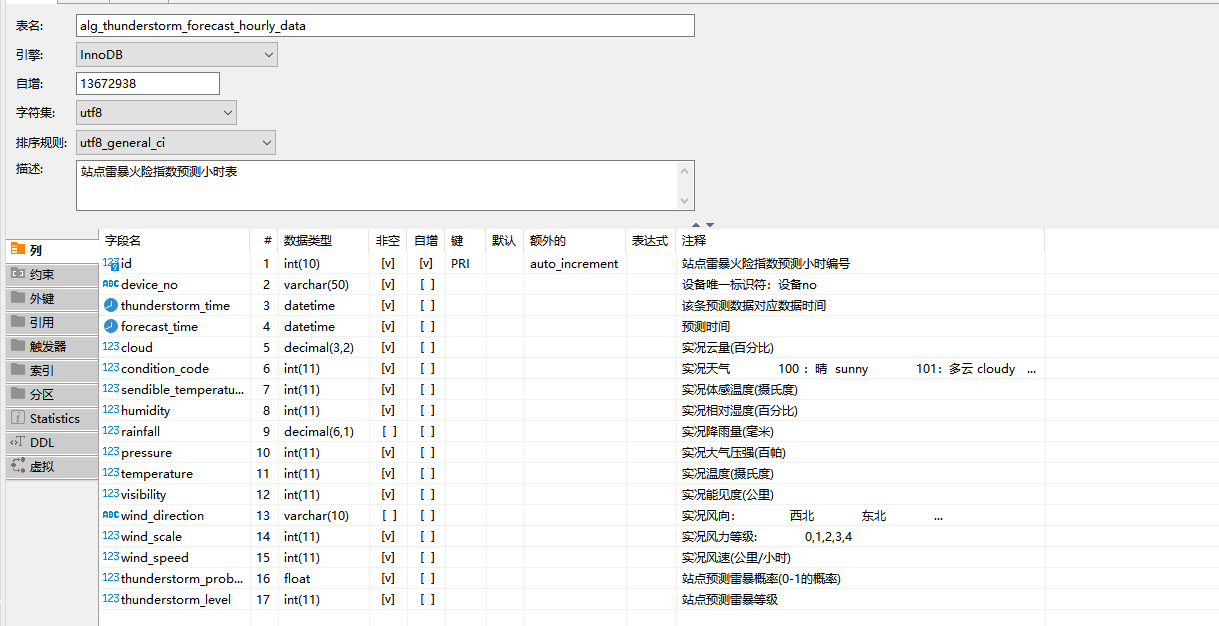 表名: alg_thunderstorm_forecast_hourly_data
引擎: InnoDB
自增: 13672938
字符集: utf8
排序规则: utf8_general_ci
描述: 站点雷暴火险指数预测小时表
列
约束
外键
引用
触发器
索引
分区
Statistics
DDL
虚拟
字段名 # 数据类型 非空 自增 键 默认 额外的 表达式 注释
123 id 1 int(10) [v] [v] PRI auto_increment 站点雷暴火险指数预测小时编号
ABC device_no 2 varchar(50) [v] [ ] 设备唯一标识符：设备no
thunderstorm_time 3 datetime [v] [ ] 该条预测数据对应数据时间
forecast_time 4 datetime [v] [ ] 预测时间
123 cloud 5 decimal(3,2) [v] [ ] 实况云量(百分比)
123 condition_code 6 int(11) [v] [ ] 实况天气 100 ：晴 sunny 101：多云 cloudy ...
123 sendible_temperatu... 7 int(11) [v] [ ] 实况体感温度(摄氏度)
123 humidity 8 int(11) [v] [ ] 实况相对湿度(百分比)
123 rainfall 9 decimal(6,1) [ ] [ ] 实况降雨量(毫米)
123 pressure 10 int(11) [v] [ ] 实况大气压强(百帕)
123 temperature 11 int(11) [v] [ ] 实况温度(摄氏度)
123 visibility 12 int(11) [v] [ ] 实况能见度(公里)
ABC wind_direction 13 varchar(10) [ ] [ ] 实况风向： 西北 东北 ...
123 wind_scale 14 int(11) [v] [ ] 实况风力等级: 0,1,2,3,4
123 wind_speed 15 int(11) [v] [ ] 实况风速(公里/小时)
123 thunderstorm_prob... 16 float [v] [ ] 站点预测雷暴概率(0-1的概率)
123 thunderstorm_level 17 int(11) [v] [ ] 站点预测雷暴等级